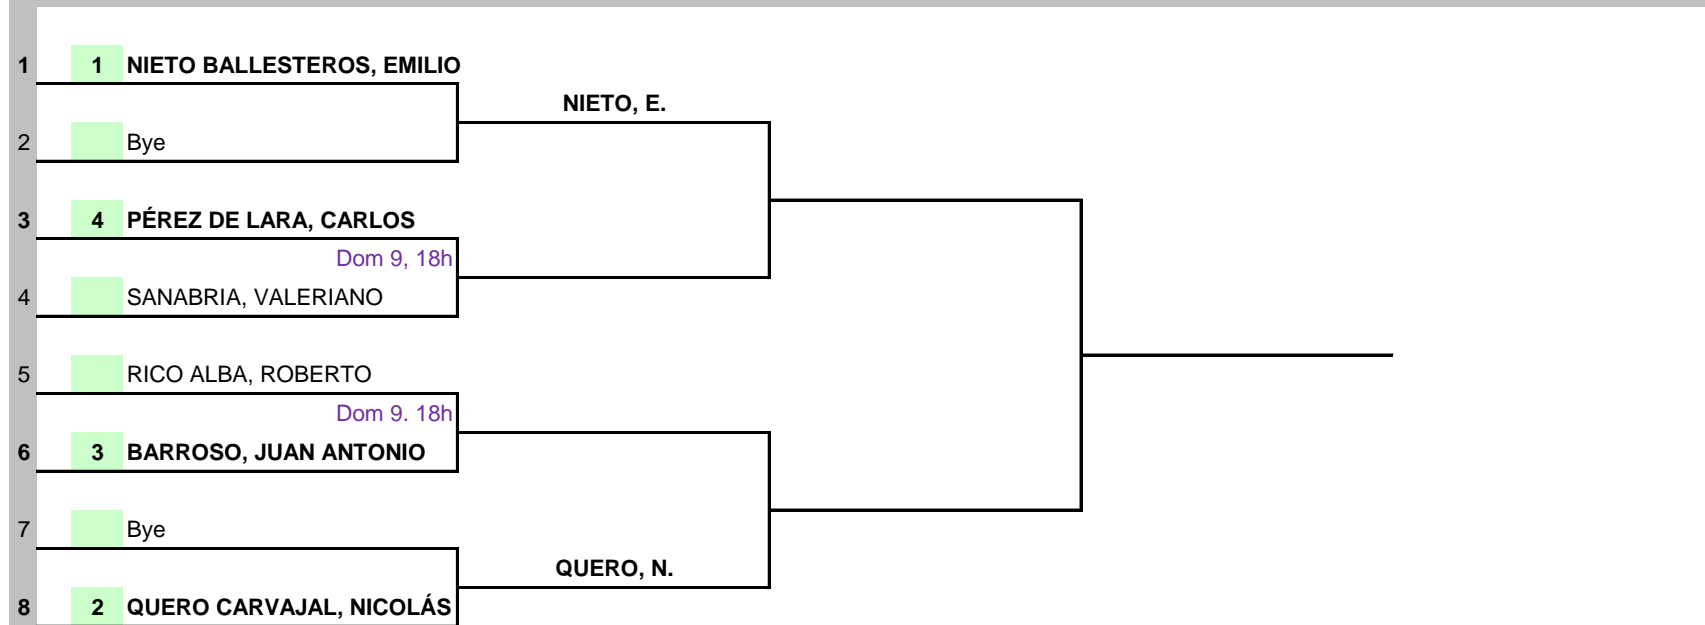 1 1 NIETO BALLESTEROS, EMILIO
NIETO, E.
2 Bye
3 4 PÉREZ DE LARA, CARLOS
Dom 9, 18h
4 SANABRIA, VALERIANO
5 RICO ALBA, ROBERTO
Dom 9. 18h
6 3 BARROSO, JUAN ANTONIO
7 Bye
QUERO, N.
8 2 QUERO CARVAJAL, NICOLÁS